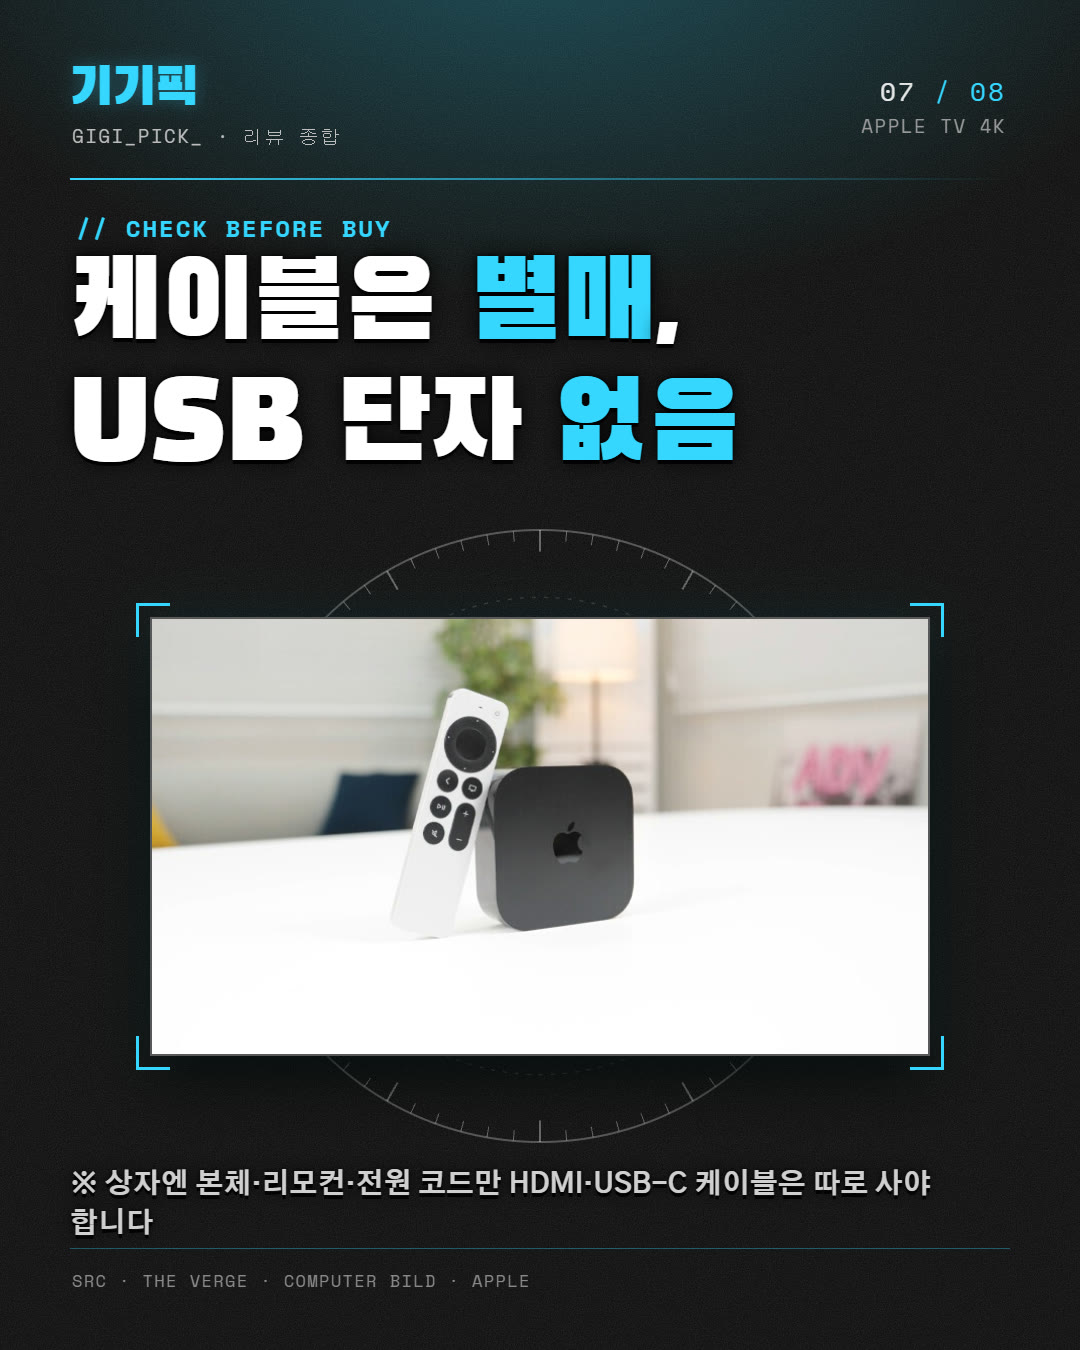 기기픽
GIGI_PICK_ · 리뷰 종합
07 / 08
APPLE TV 4K
// CHECK BEFORE BUY
케이블은 별매,
USB 단자 없음
※ 상자엔 본체·리모컨·전원 코드만 HDMI·USB-C 케이블은 따로 사야
합니다
SRC · THE VERGE · COMPUTER BILD · APPLE